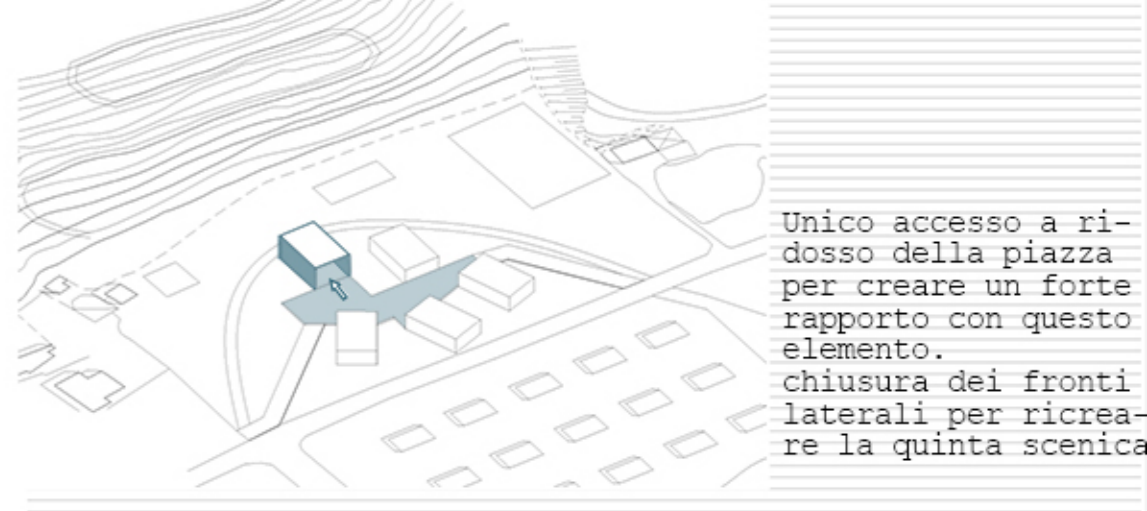 Unico accesso a ri-
dosso della piazza
per creare un forte
rapporto con questo
elemento.
chiusura dei fronti
laterali per ricrea-
re la quinta scenica